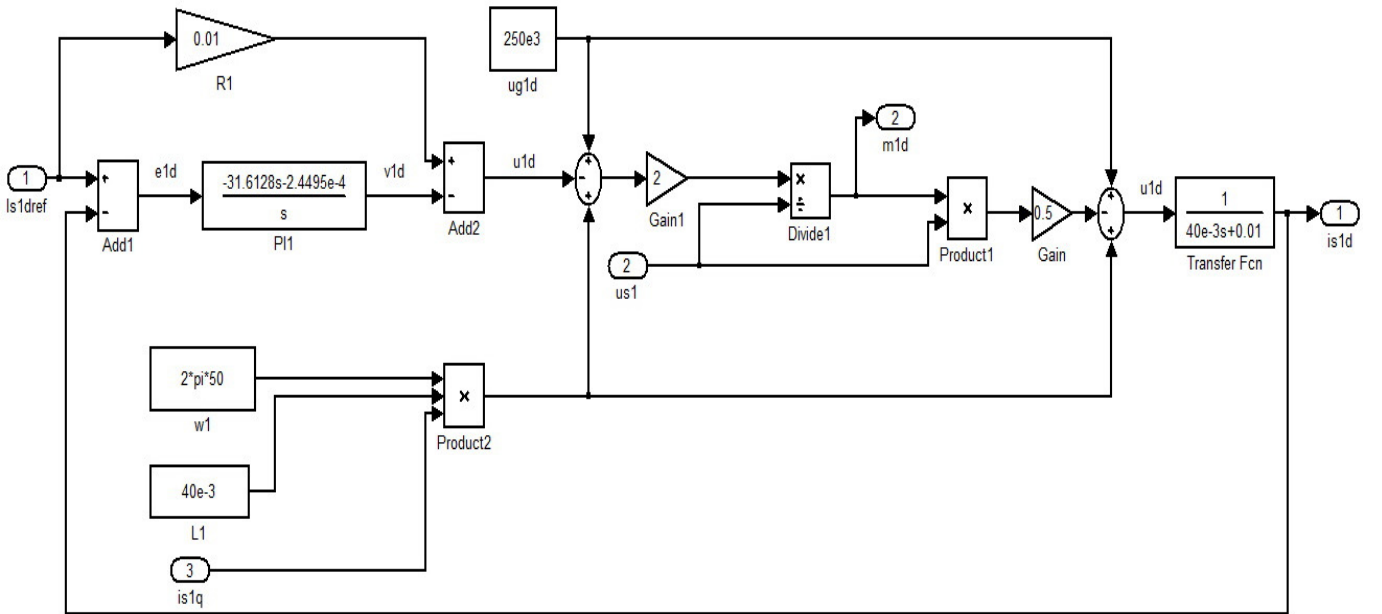 0.01
R1
250e3
ug1d
2
m1d
1
Is1dref
+
-
Add1
e1d
-31.6128s-2.4495e-4
s
PI1
v1d
+
-
Add2
u1d
+
-
+
2
Gain1
×
÷
Divide1
×
Product1
0.5
Gain
+
-
+
u1d
1
40e-3s+0.01
Transfer Fcn
1
is1d
2
us1
2*pi*50
w1
×
Product2
40e-3
L1
3
is1q